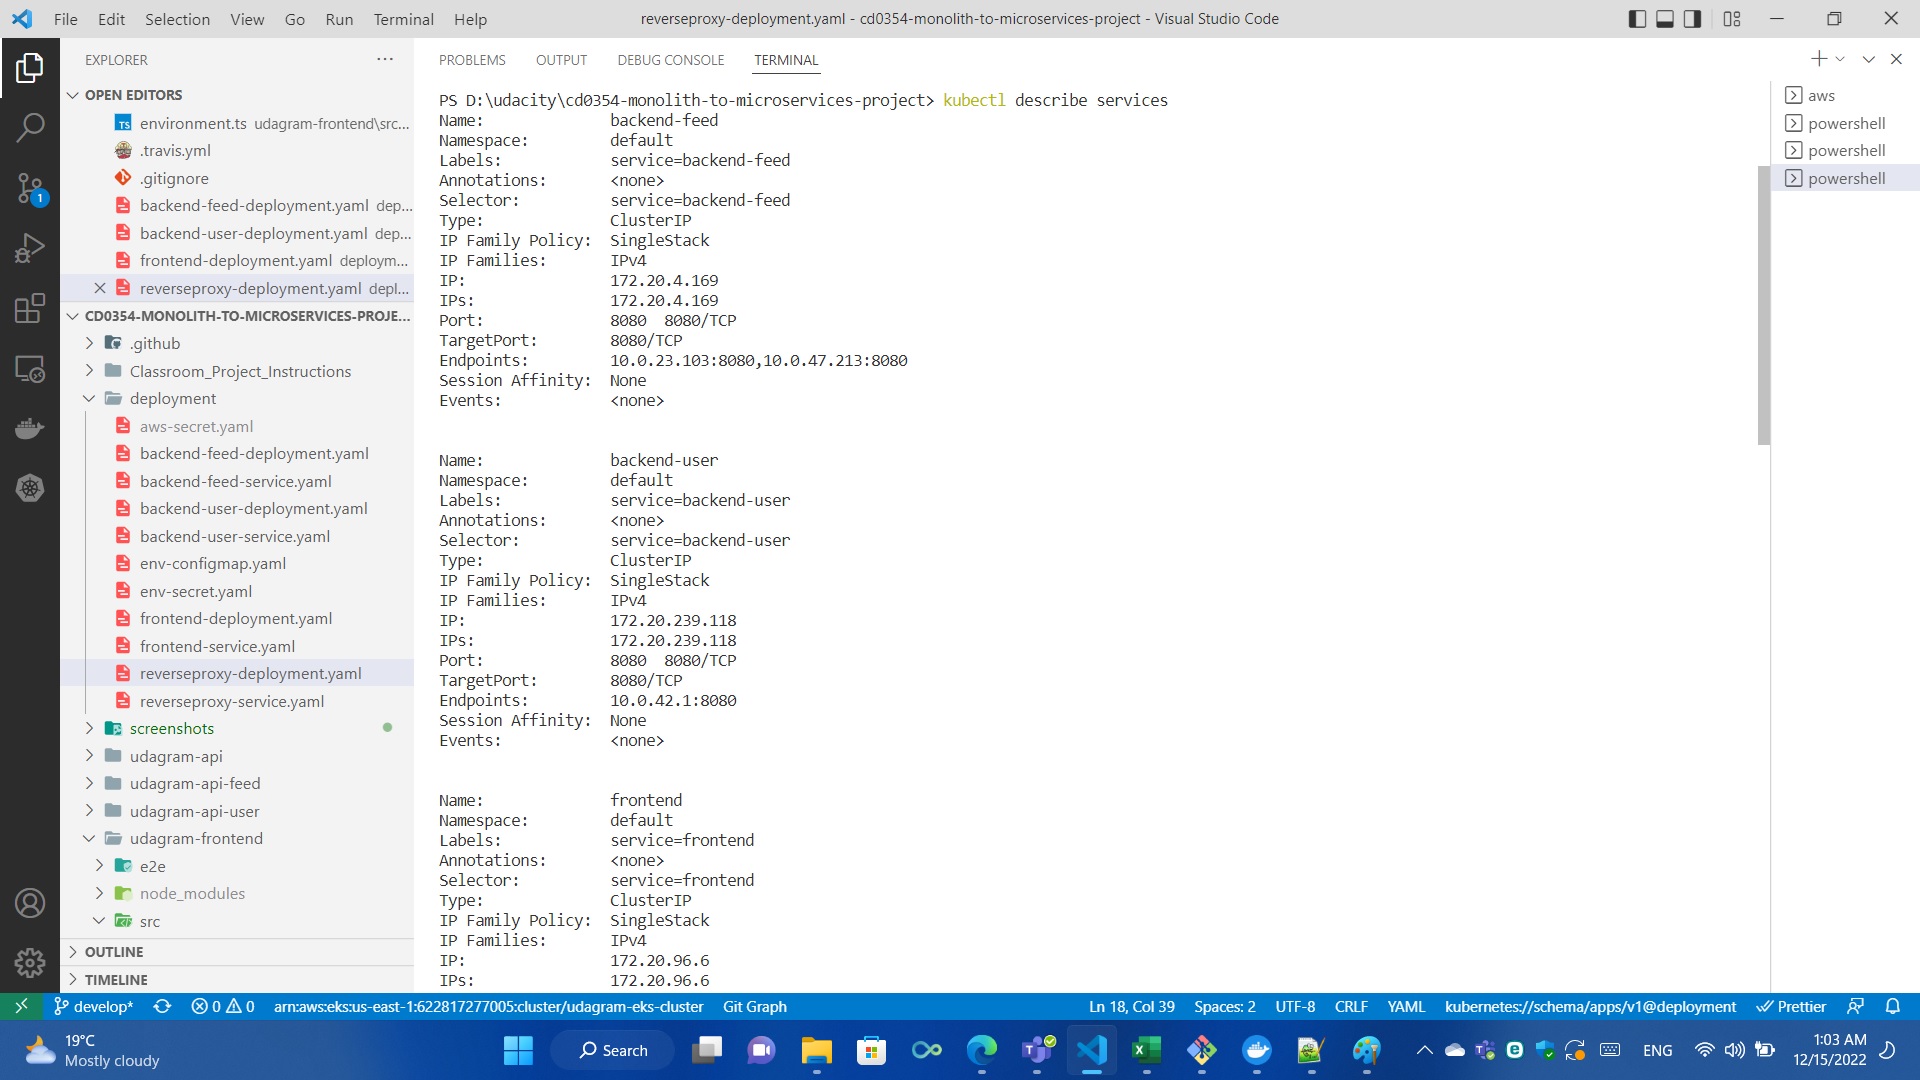 File Edit Selection View Go Run Terminal Help
reverseproxy-deployment.yaml - cd0354-monolith-to-microservices-project - Visual Studio Code
EXPLORER
OPEN EDITORS
environment.ts udagram-frontend\src...
.travis.yml
.gitignore
backend-feed-deployment.yaml dep...
backend-user-deployment.yaml dep...
frontend-deployment.yaml deploym...
reverseproxy-deployment.yaml depl...
CD0354-MONOLITH-TO-MICROSERVICES-PROJE...
.github
Classroom_Project_Instructions
deployment
aws-secret.yaml
backend-feed-deployment.yaml
backend-feed-service.yaml
backend-user-deployment.yaml
backend-user-service.yaml
env-configmap.yaml
env-secret.yaml
frontend-deployment.yaml
frontend-service.yaml
reverseproxy-deployment.yaml
reverseproxy-service.yaml
screenshots
udagram-api
udagram-api-feed
udagram-api-user
udagram-frontend
e2e
node_modules
src
OUTLINE
TIMELINE
PROBLEMS OUTPUT DEBUG CONSOLE TERMINAL
PS D:\udacity\cd0354-monolith-to-microservices-project> kubectl describe services
Name: backend-feed
Namespace: default
Labels: service=backend-feed
Annotations: <none>
Selector: service=backend-feed
Type: ClusterIP
IP Family Policy: SingleStack
IP Families: IPv4
IP: 172.20.4.169
IPs: 172.20.4.169
Port: 8080 8080/TCP
TargetPort: 8080/TCP
Endpoints: 10.0.23.103:8080,10.0.47.213:8080
Session Affinity: None
Events: <none>
Name: backend-user
Namespace: default
Labels: service=backend-user
Annotations: <none>
Selector: service=backend-user
Type: ClusterIP
IP Family Policy: SingleStack
IP Families: IPv4
IP: 172.20.239.118
IPs: 172.20.239.118
Port: 8080 8080/TCP
TargetPort: 8080/TCP
Endpoints: 10.0.42.1:8080
Session Affinity: None
Events: <none>
Name: frontend
Namespace: default
Labels: service=frontend
Annotations: <none>
Selector: service=frontend
Type: ClusterIP
IP Family Policy: SingleStack
IP Families: IPv4
IP: 172.20.96.6
IPs: 172.20.96.6
aws
powershell
powershell
powershell
1
develop* 0 0 arn:aws:eks:us-east-1:622817277005:cluster/udagram-eks-cluster Git Graph
Ln 18, Col 39 Spaces: 2 UTF-8 CRLF YAML kubernetes://schema/apps/v1@deployment Prettier
19°C
Mostly cloudy
Search
ENG
1:03 AM
12/15/2022